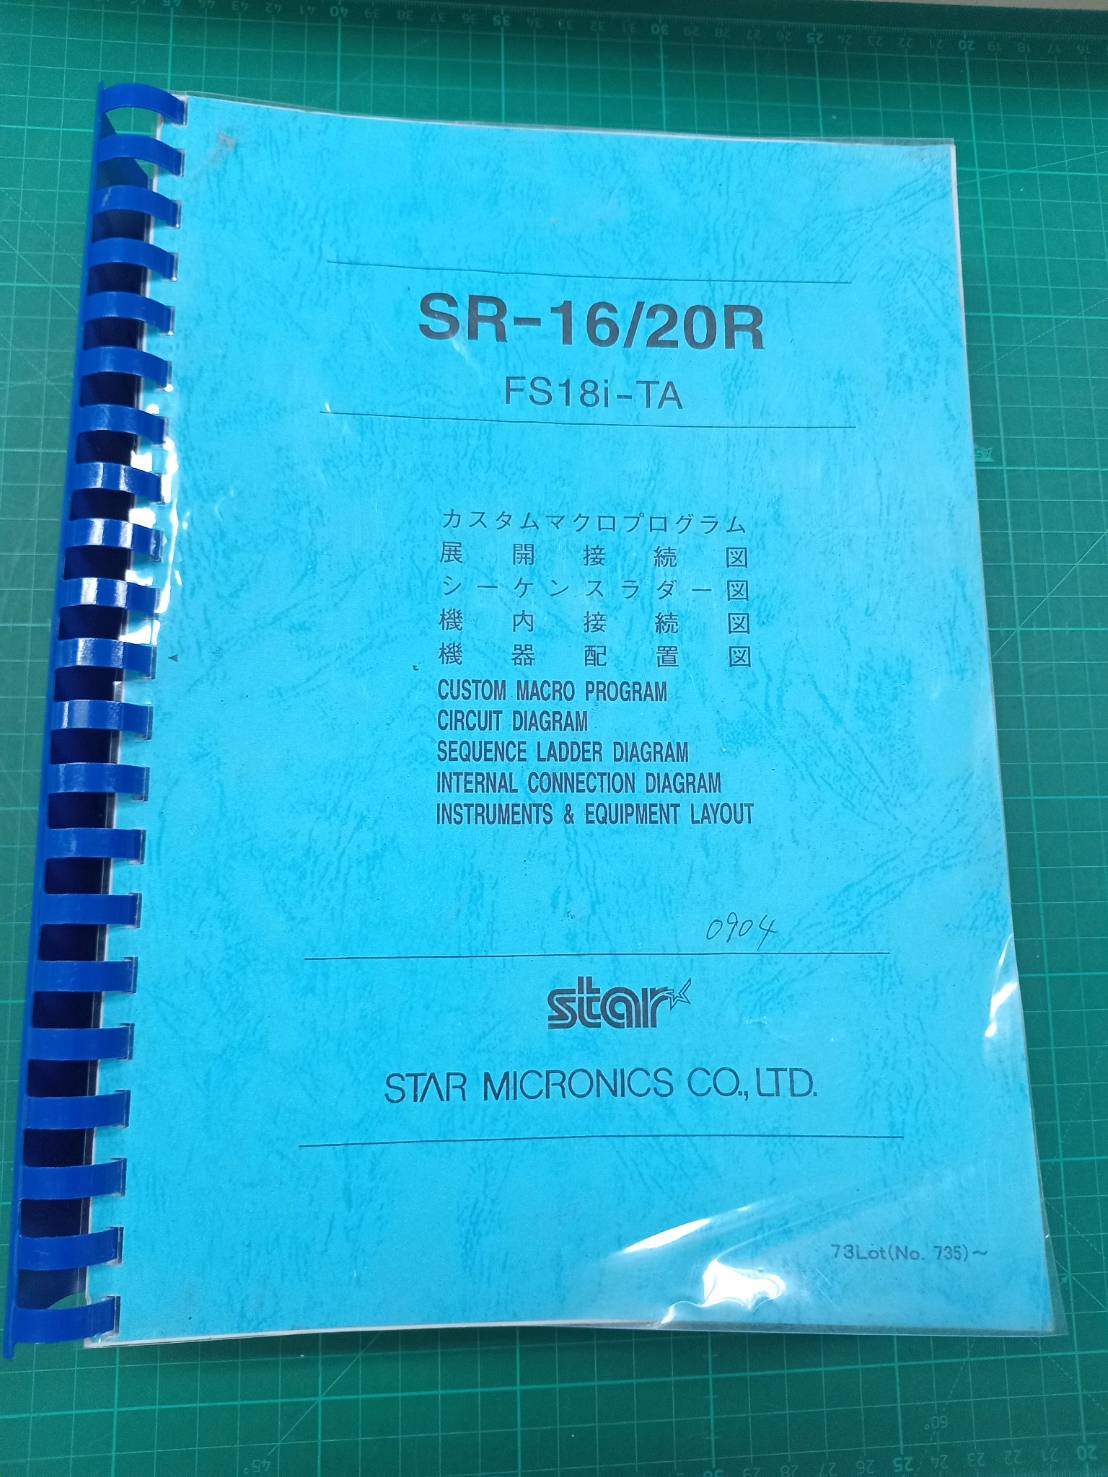 SR-16/20R
FS18i-TA
カスタムマクロプログラム
展開接続図
シーケンスラダー図
機内接続図
機器配置図
CUSTOM MACRO PROGRAM
CIRCUIT DIAGRAM
SEQUENCE LADDER DIAGRAM
INTERNAL CONNECTION DIAGRAM
INSTRUMENTS & EQUIPMENT LAYOUT
0904
star
STAR MICRONICS CO.,LTD.
73Lot(No. 735)~